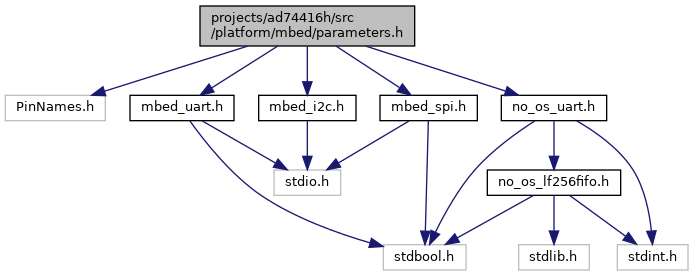 projects/ad74416h/src
/platform/mbed/parameters.h
PinNames.h
mbed_uart.h
mbed_i2c.h
mbed_spi.h
no_os_uart.h
stdio.h
no_os_lf256fifo.h
stdbool.h
stdlib.h
stdint.h